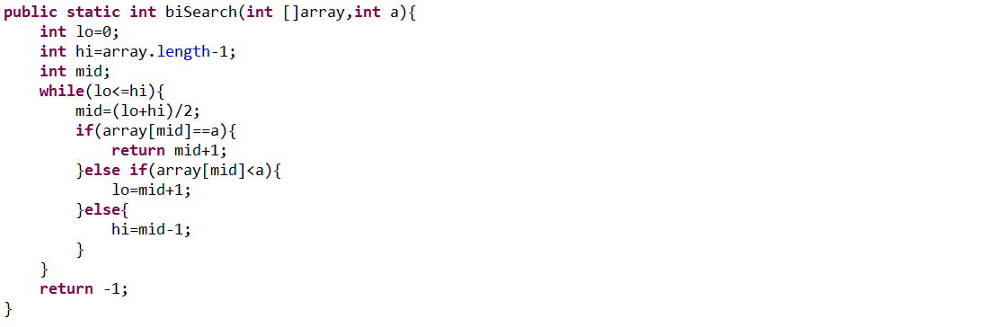 public static int biSearch(int []array,int a){
    int lo=0;
    int hi=array.length-1;
    int mid;
    while(lo<=hi){
        mid=(lo+hi)/2;
        if(array[mid]==a){
            return mid+1;
        }else if(array[mid]<a){
            lo=mid+1;
        }else{
            hi=mid-1;
        }
    }
    return -1;
}